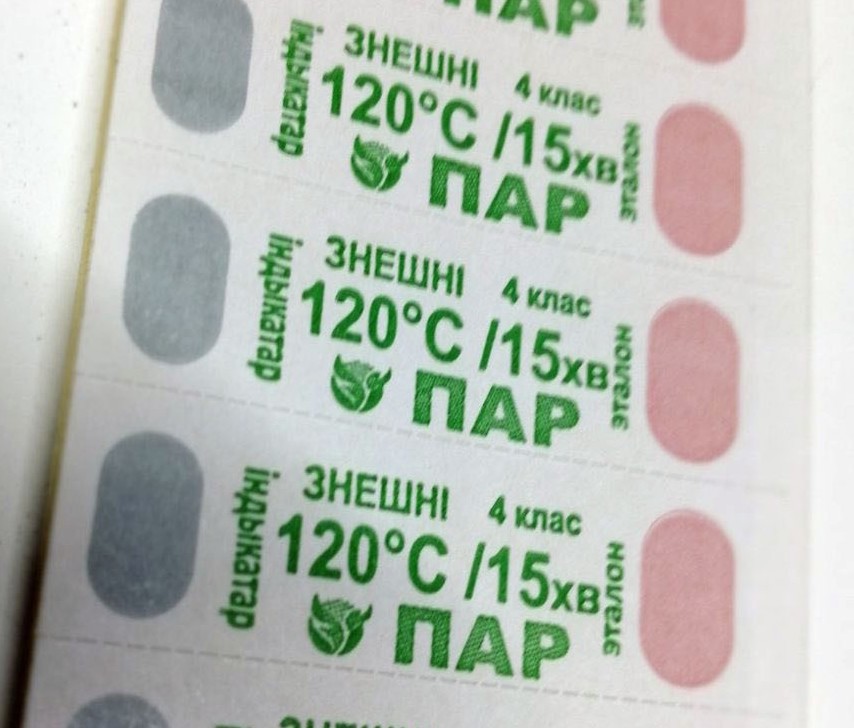 ПАР
індыкатар
ЗНЕШНІ 4 клас
120°С /15хв
ПАР
эталон
індыкатар
ЗНЕШНІ 4 клас
120°С /15хв
ПАР
эталон
індыкатар
ЗНЕШНІ 4 клас
120°С /15хв
ПАР
эталон